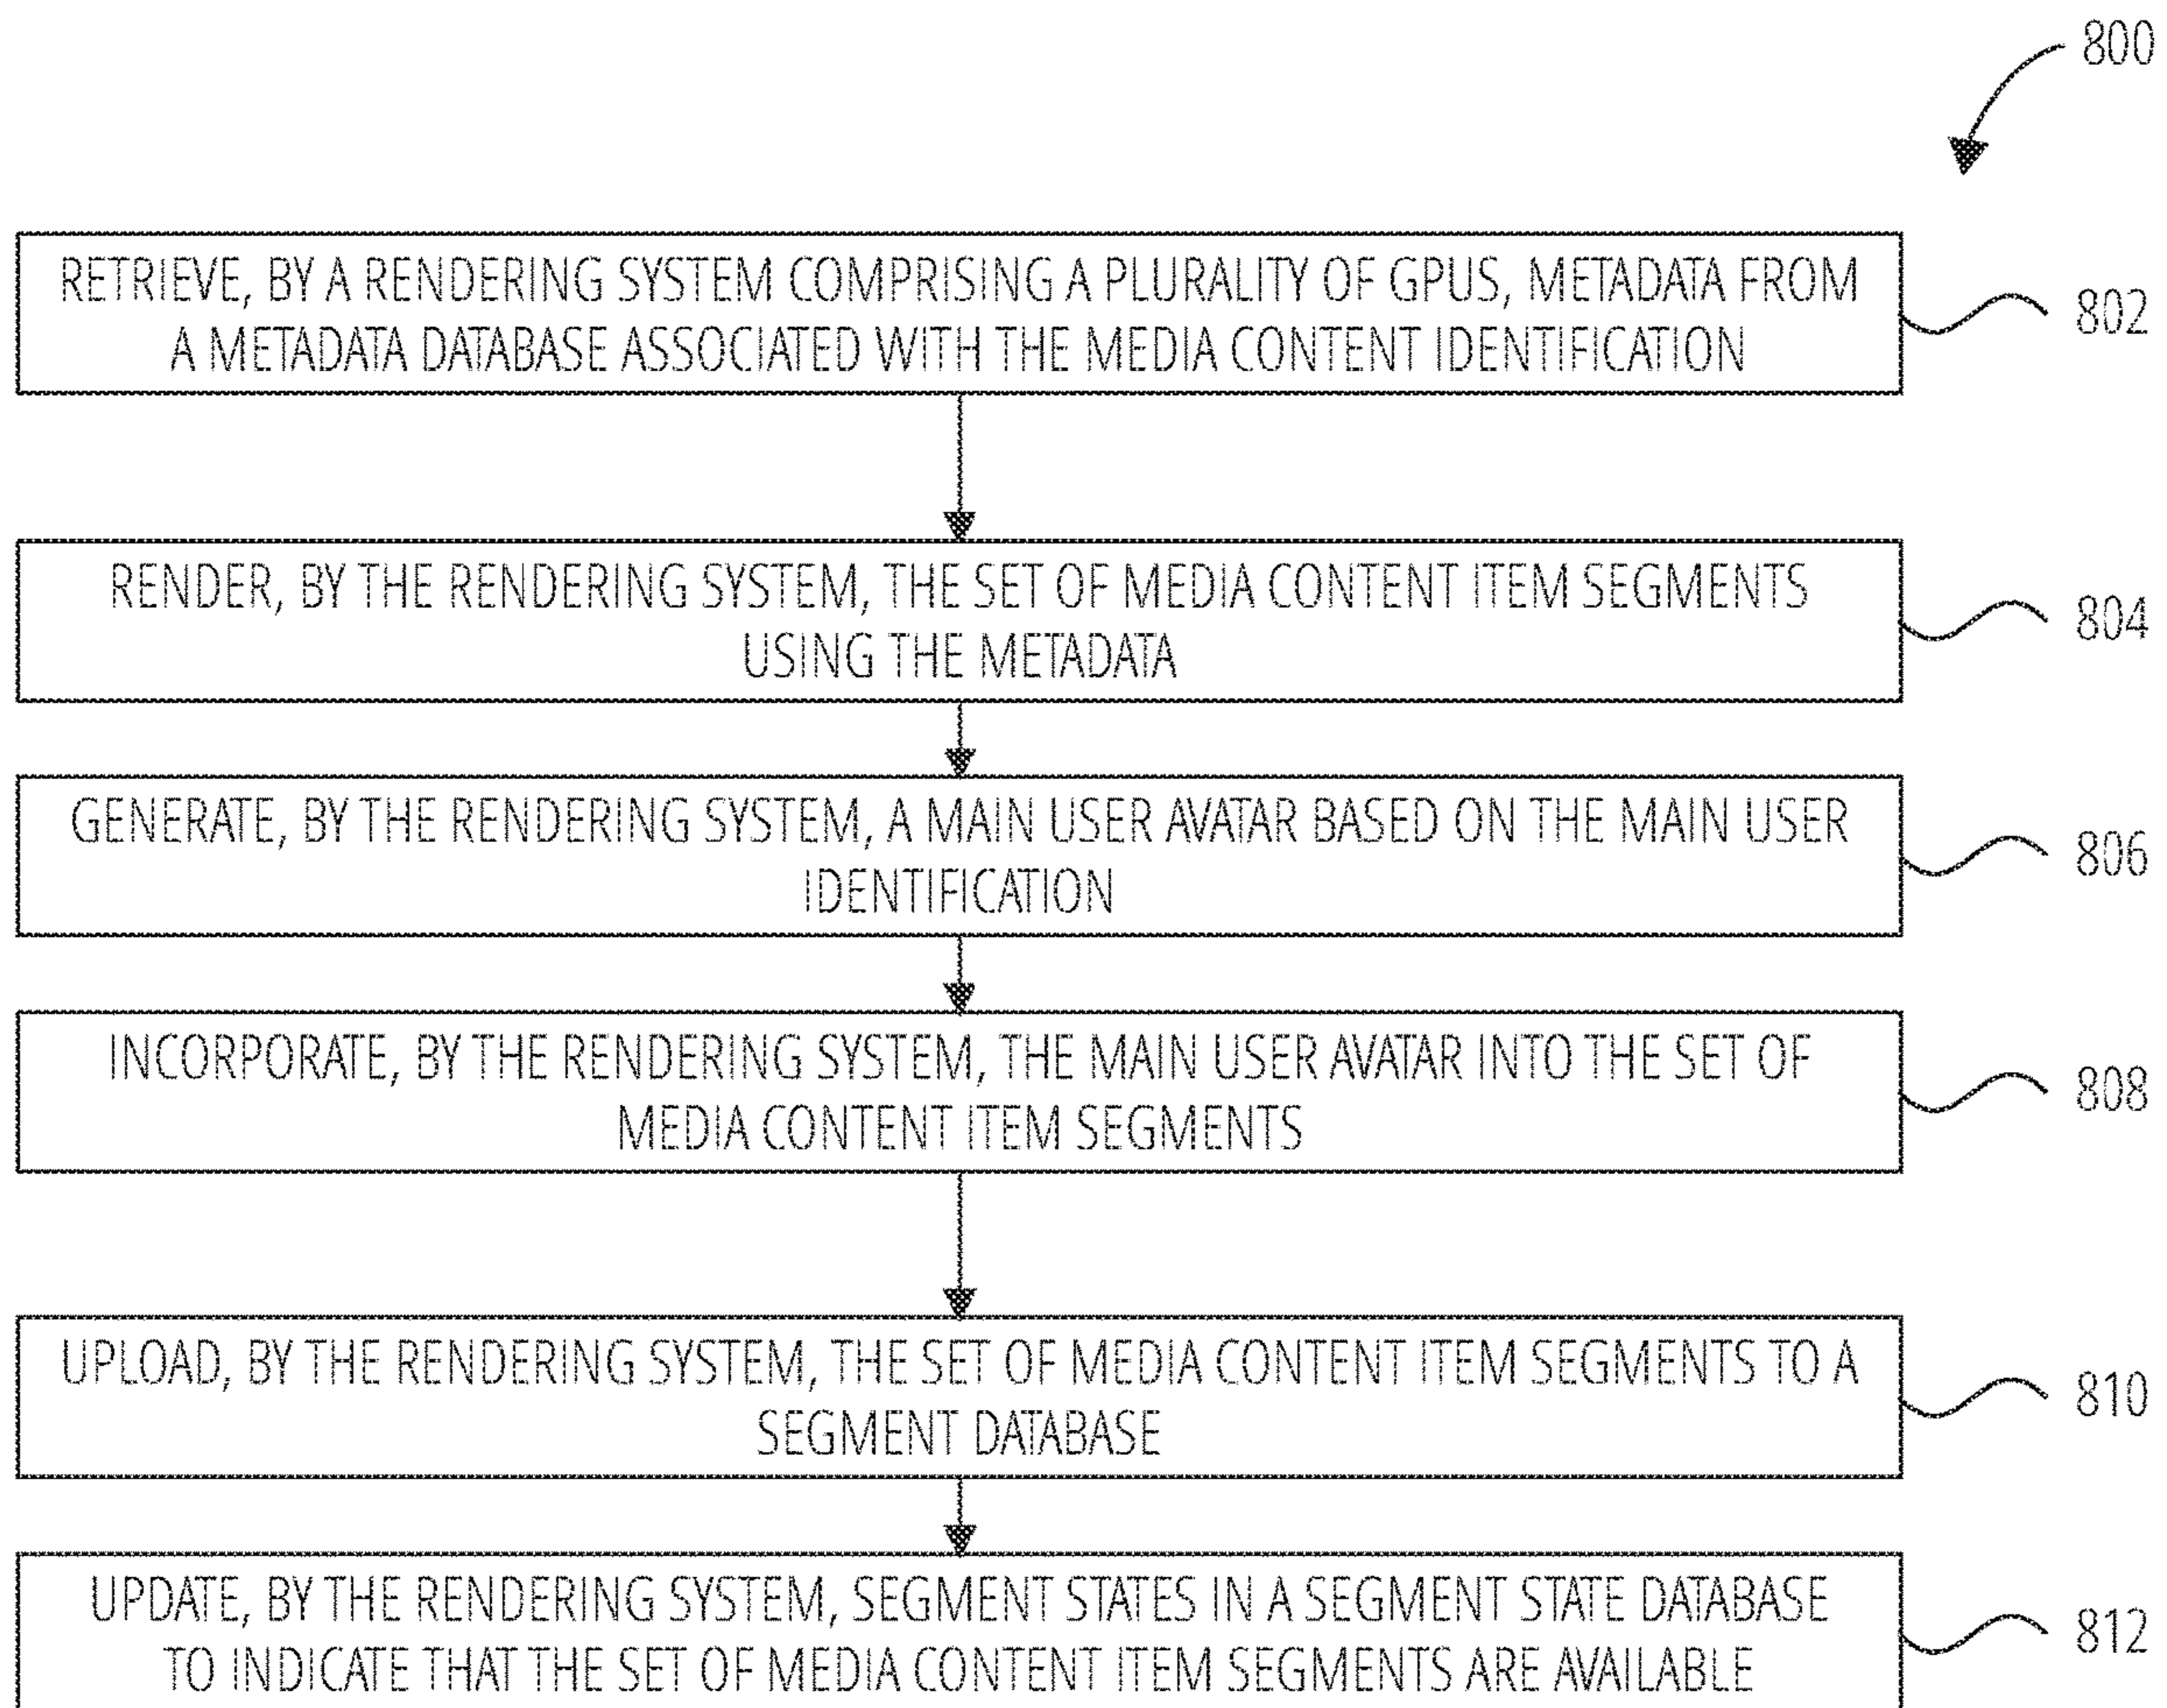 800
RETRIEVE, BY A RENDERING SYSTEM COMPRISING A PLURALITY OF GPUS, METADATA FROM
A METADATA DATABASE ASSOCIATED WITH THE MEDIA CONTENT IDENTIFICATION
802
RENDER, BY THE RENDERING SYSTEM, THE SET OF MEDIA CONTENT ITEM SEGMENTS
USING THE METADATA
804
GENERATE, BY THE RENDERING SYSTEM, A MAIN USER AVATAR BASED ON THE MAIN USER
IDENTIFICATION
806
INCORPORATE, BY THE RENDERING SYSTEM, THE MAIN USER AVATAR INTO THE SET OF
MEDIA CONTENT ITEM SEGMENTS
808
UPLOAD, BY THE RENDERING SYSTEM, THE SET OF MEDIA CONTENT ITEM SEGMENTS TO A
SEGMENT DATABASE
810
UPDATE, BY THE RENDERING SYSTEM, SEGMENT STATES IN A SEGMENT STATE DATABASE
TO INDICATE THAT THE SET OF MEDIA CONTENT ITEM SEGMENTS ARE AVAILABLE
812